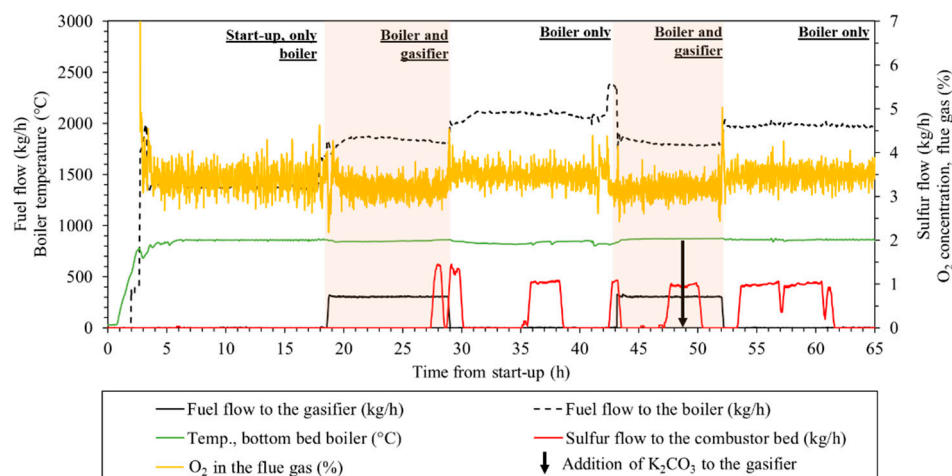 3000
2500
2000
1500
1000
500
0
Fuel flow (kg/h)
Boiler temperature (°C)
Start-up, only
boiler
Boiler and
gasifier
Boiler only
Boiler and
gasifier
Boiler only
7
6
5
4
3
2
1
0
Sulfur flow (kg/h)
O₂ concentration, flue gas (%)
0 5 10 15 20 25 30 35 40 45 50 55 60 65
Time from start-up (h)
Fuel flow to the gasifier (kg/h)
Fuel flow to the boiler (kg/h)
Temp., bottom bed boiler (°C)
Sulfur flow to the combustor bed (kg/h)
O₂ in the flue gas (%)
Addition of K₂CO₃ to the gasifier